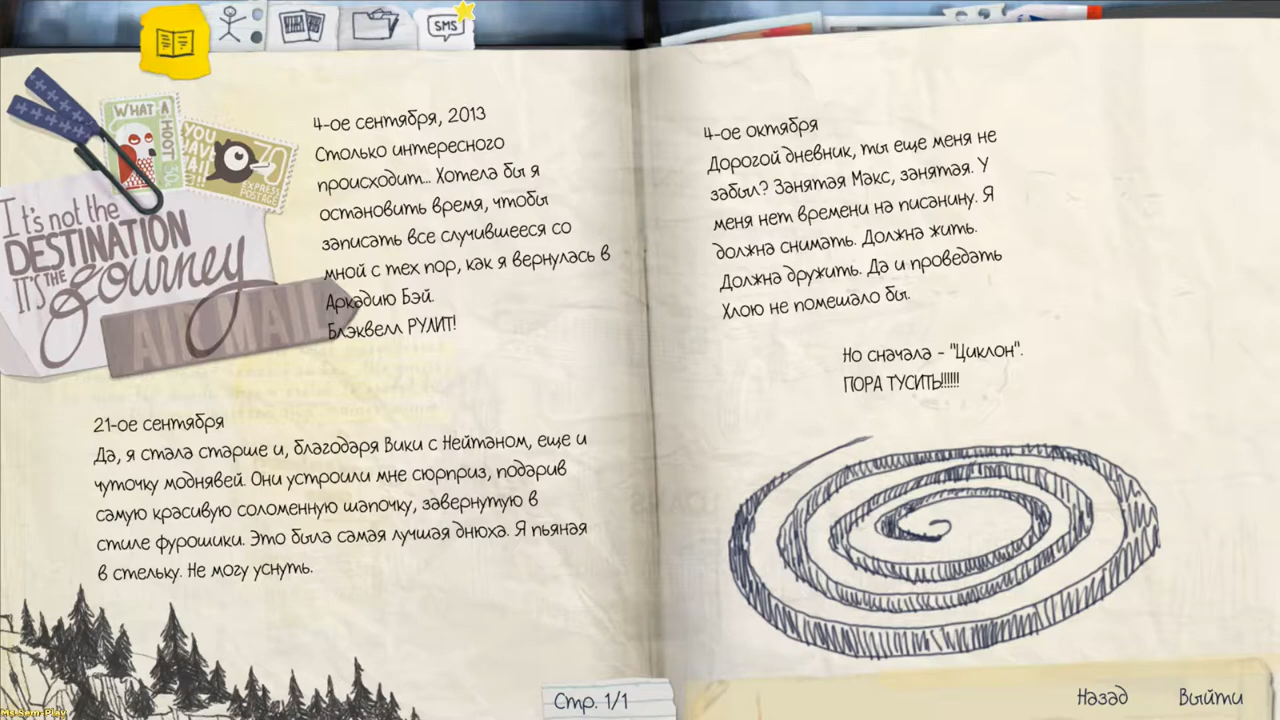 SMS
WHAT A
HOOT
30
YOU
HAVE
MAIL
!!
70
EXPRESS
POSTAGE
It's not the
DESTINATION
IT'S THE
journey
AIR MAIL
4-ое сентября, 2013
Столько интересного
происходит... Хотела бы я
остановить время, чтобы
записать все случившееся со
мной с тех пор, как я вернулась в
Аркадию Бэй.
Блэквелл РУЛИТ!
21-ое сентября
Да, я стала старше и, благодаря Вики с Нейтаном, еще и
чуточку моднявей. Они устроили мне сюрприз, подарив
самую красивую соломенную шапочку, завернутую в
стиле фурошики. Это была самая лучшая днюха. Я пьяная
в стельку. Не могу уснуть.
4-ое октября
Дорогой дневник, ты еще меня не
забыл? Занятая Макс, занятая. У
меня нет времени на писанину. Я
должна снимать. Должна жить.
Должна дружить. Да и проведать
Хлою не помешало бы.
Но сначала - "Циклон".
ПОРА ТУСИТЬ!!!!!!
Стр. 1/1
Назад
Выйти